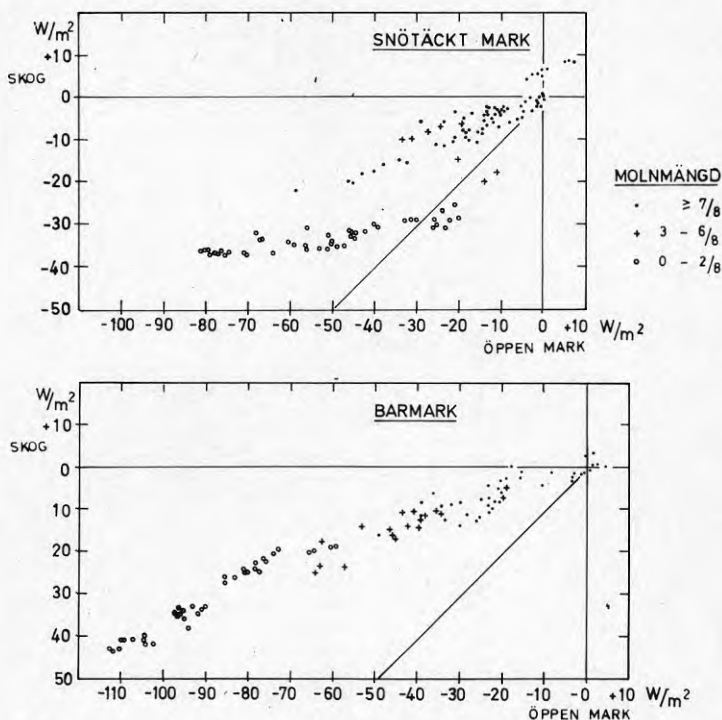 W/m²
SNÖTÄCKT MARK
+10
SKOG
0
-10
-20
-30
-40
-50
-100 -90 -80 -70 -60 -50 -40 -30 -20 -10 0 +10 W/m²
ÖPPEN MARK
MOLNMÄNGD
. ≥ 7/8
+ 3 - 6/8
o 0 - 2/8
W/m²
BARMARK
+10
SKOG
0
10
20
30
40
50
-110 -100 -90 -80 -70 -60 -50 -40 -30 -20 -10 0 +10 W/m²
ÖPPEN MARK